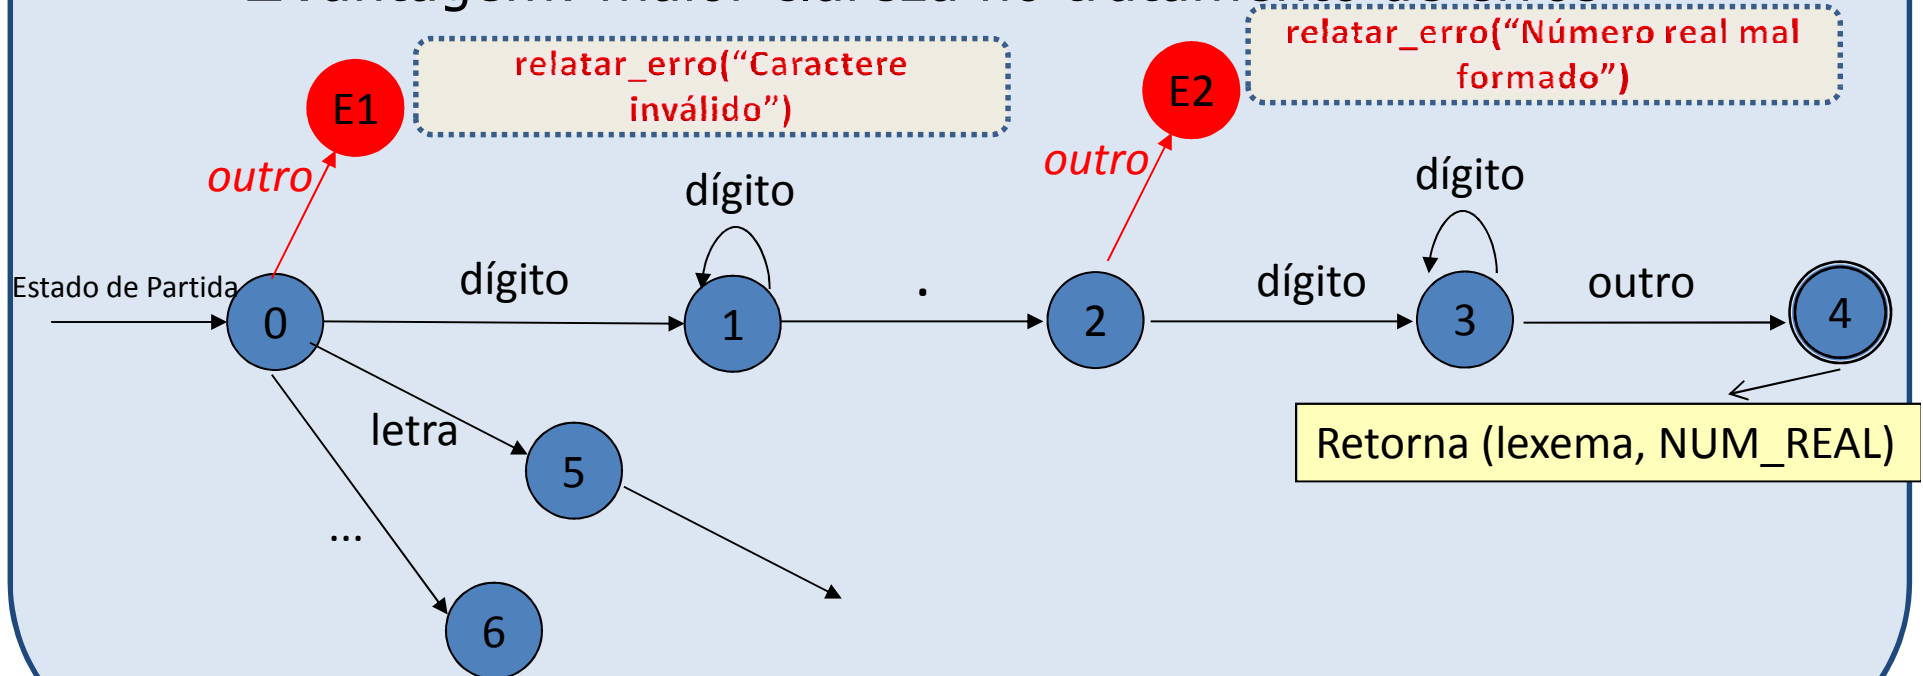 relatar_erro("Número real mal
formado")
relatar_erro("Caractere
inválido")
E1
E2
outro
outro
dígito
dígito
Estado de Partida
dígito
.
dígito
outro
0
1
2
3
4
letra
5
Retorna (lexema, NUM_REAL)
...
6